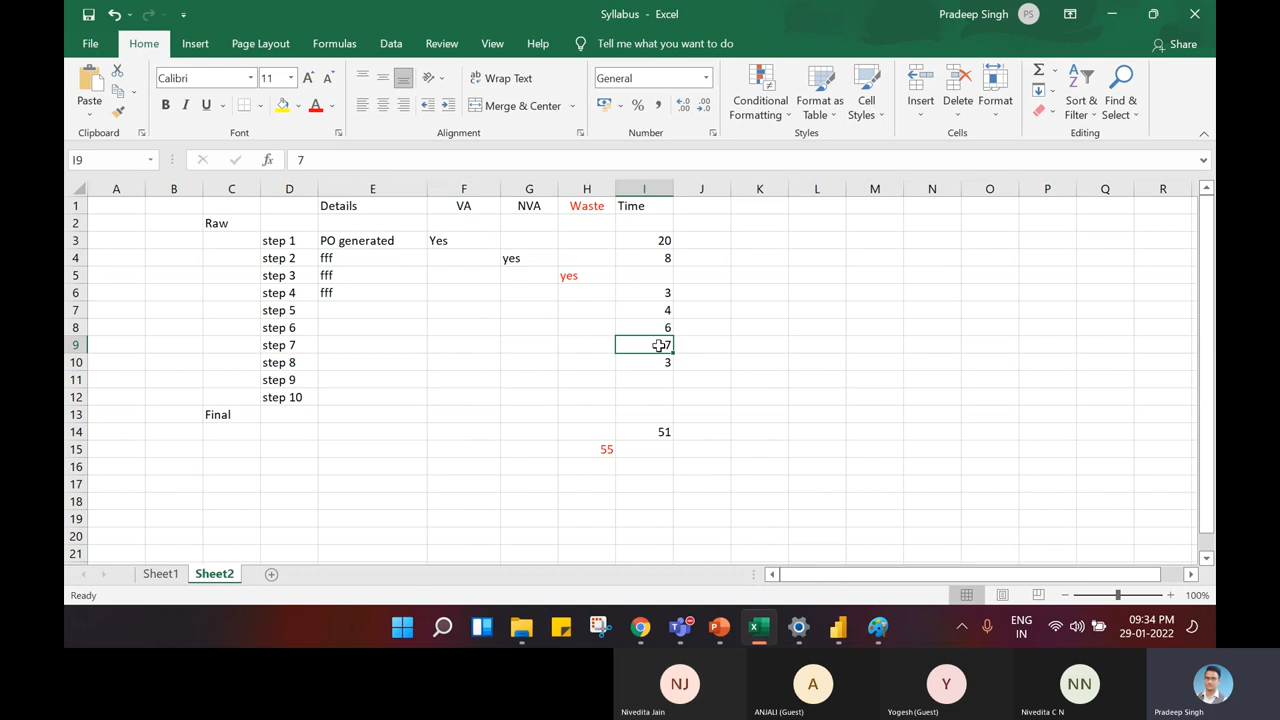 Syllabus - Excel
Pradeep Singh PS
File Home Insert Page Layout Formulas Data Review View Help Tell me what you want to do Share
Paste
Clipboard
Calibri 11 A A
B I U A
Font
Wrap Text
Merge & Center
Alignment
General
% ,
Number
Conditional Formatting
Format as Table
Cell Styles
Styles
Insert
Delete
Format
Cells
Sort & Filter
Find & Select
Editing
I9 fx 7
A B C D E F G H I J K L M N O P Q R
1 Details VA NVA Waste Time
2 Raw
3 step 1 PO generated Yes 20
4 step 2 fff yes 8
5 step 3 fff yes
6 step 4 fff 3
7 step 5 4
8 step 6 6
9 step 7 7
10 step 8 3
11 step 9
12 step 10
13 Final
14 51
15 55
16
17
18
19
20
21
Sheet1 Sheet2
Ready 100%
ENG IN
09:34 PM
29-01-2022
NJ A Y NN
Nivedita Jain ANJALI (Guest) Yogesh (Guest) Nivedita C N Pradeep Singh